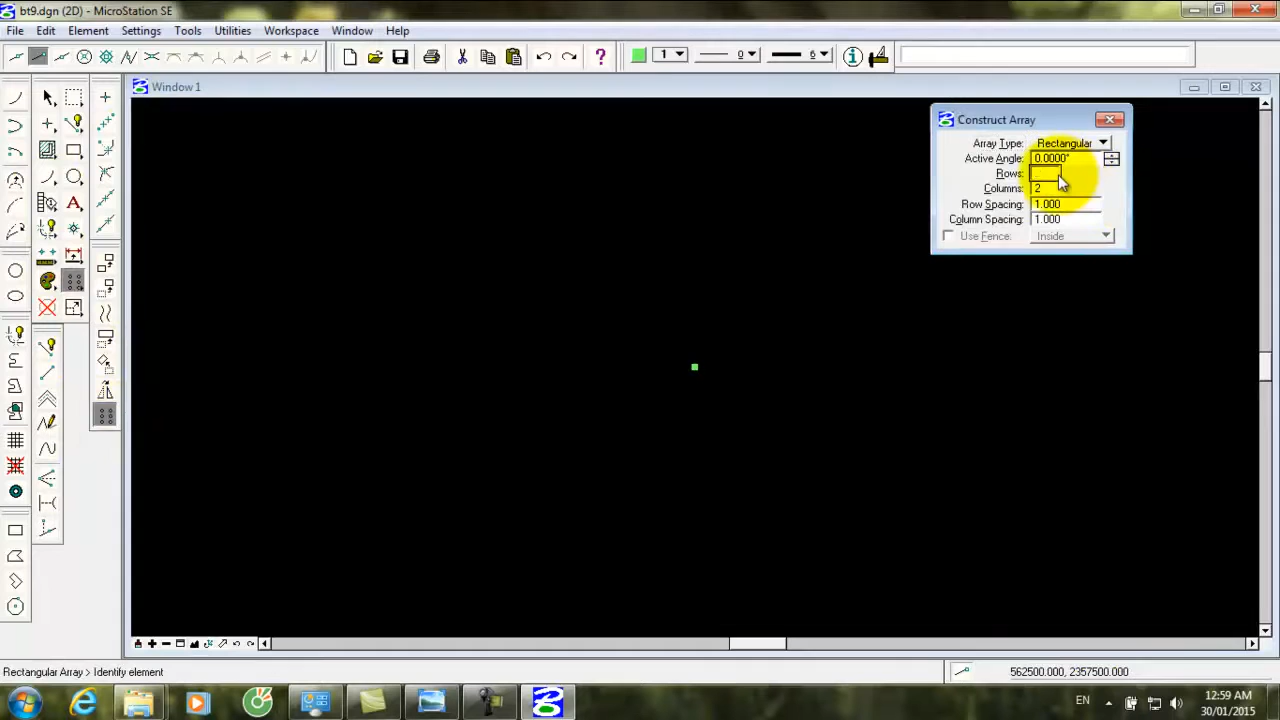 bt9.dgn (2D) - MicroStation SE
File Edit Element Settings Tools Utilities Workspace Window Help
1 0 6
Window 1
Construct Array
Array Type: Rectangular
Active Angle: 0.0000°
Rows:
Columns: 2
Row Spacing: 1.000
Column Spacing: 1.000
Use Fence: Inside
Rectangular Array > Identify element
562500.000, 2357500.000
EN
12:59 AM
30/01/2015